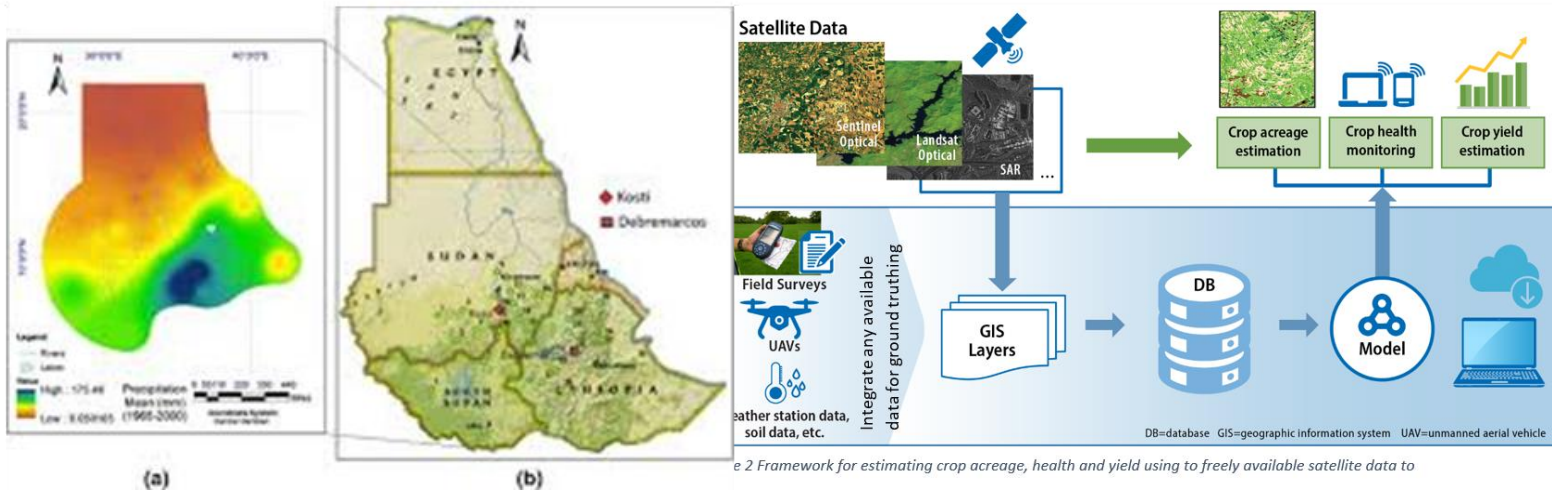 N
Legend
Rivers
Lakes
Value
High : 175.46
Precipitation
Mean (mm)
(1965-2000)
(a)
N
EGYPT
SUDAN
SOUTH
SUDAN
ETHIOPIA
Kosti
Debremarcos
(b)
Satellite Data
Sentinel
Optical
Landsat
Optical
SAR
...
Crop acreage
estimation
Crop health
monitoring
Crop yield
estimation
Field Surveys
UAVs
eather station data,
soil data, etc.
Integrate any available
data for ground truthing
GIS
Layers
DB
Model
DB=database GIS=geographic information system UAV=unmanned aerial vehicle
e 2 Framework for estimating crop acreage, health and yield using to freely available satellite data to